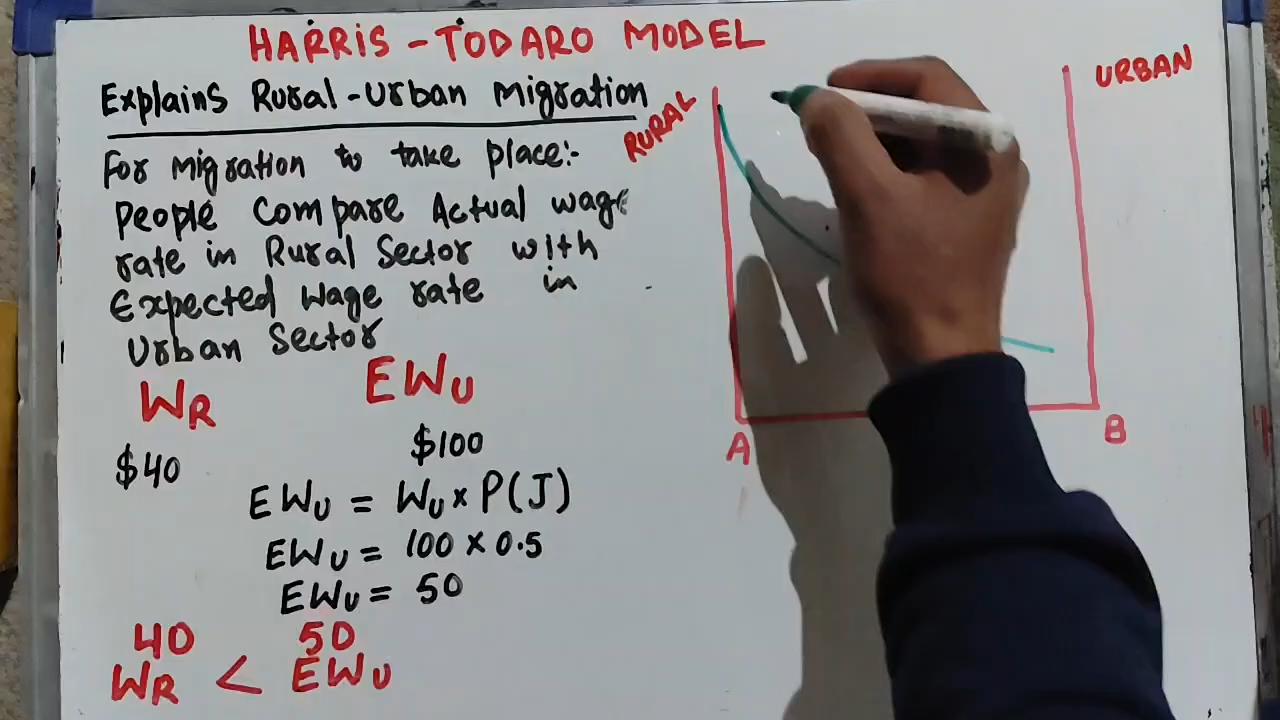 HARRIS - TODARO MODEL
Explains Rural-Urban Migration
For migration to take place:-
People Compare Actual wage
rate in Rural Sector with
Expected Wage rate in
Urban Sector
WR EWU
$40 $100
EWU = WU × P(J)
EWU = 100 × 0.5
EWU = 50
40 50
WR < EWU
RURAL
URBAN
A B